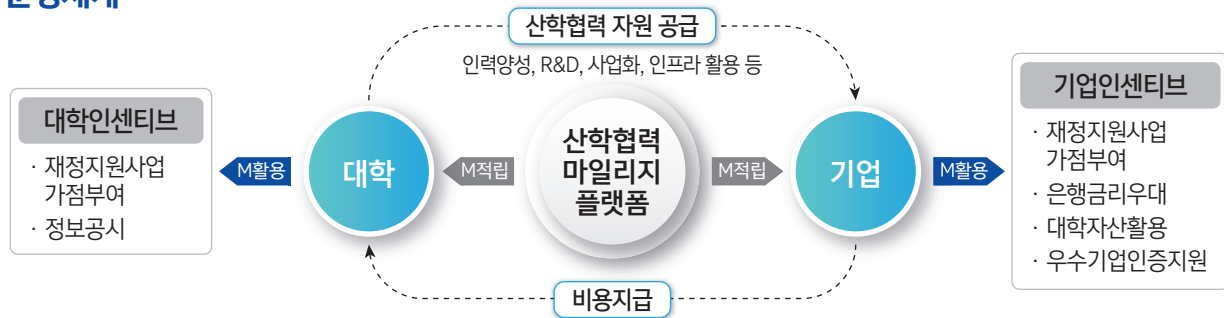 산학협력 자원 공급
인력양성, R&D, 사업화, 인프라 활용 등
대학인센티브
· 재정지원사업
가점부여
· 정보공시
M활용
대학
M적립
산학협력
마일리지
플랫폼
M적립
기업
M활용
기업인센티브
· 재정지원사업
가점부여
· 은행금리우대
· 대학자산활용
· 우수기업인증지원
비용지급